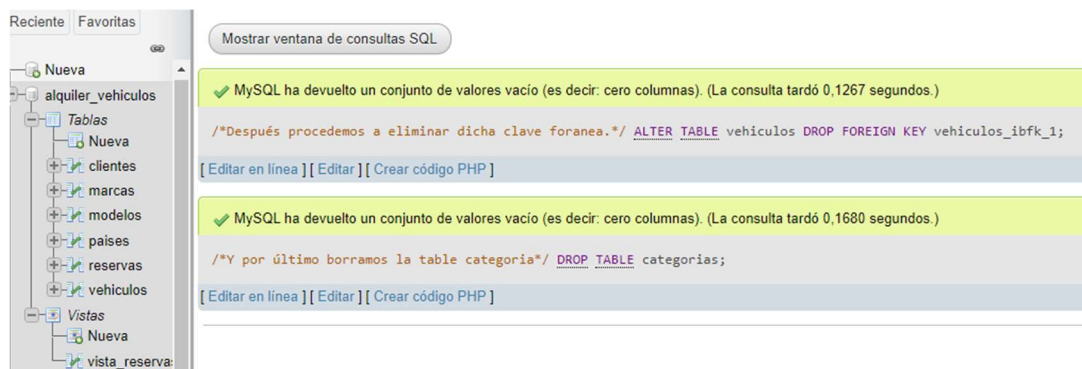 Reciente Favoritas
Nueva
alquiler_vehiculos
Tablas
Nueva
clientes
marcas
modelos
paises
reservas
vehiculos
Vistas
Nueva
vista_reserva
Mostrar ventana de consultas SQL
MySQL ha devuelto un conjunto de valores vacío (es decir: cero columnas). (La consulta tardó 0,1267 segundos.)
/*Después procedemos a eliminar dicha clave foranea.*/ ALTER TABLE vehiculos DROP FOREIGN KEY vehiculos_ibfk_1;
[ Editar en línea ] [ Editar ] [ Crear código PHP ]
MySQL ha devuelto un conjunto de valores vacío (es decir: cero columnas). (La consulta tardó 0,1680 segundos.)
/*Y por último borramos la table categoria*/ DROP TABLE categorias;
[ Editar en línea ] [ Editar ] [ Crear código PHP ]